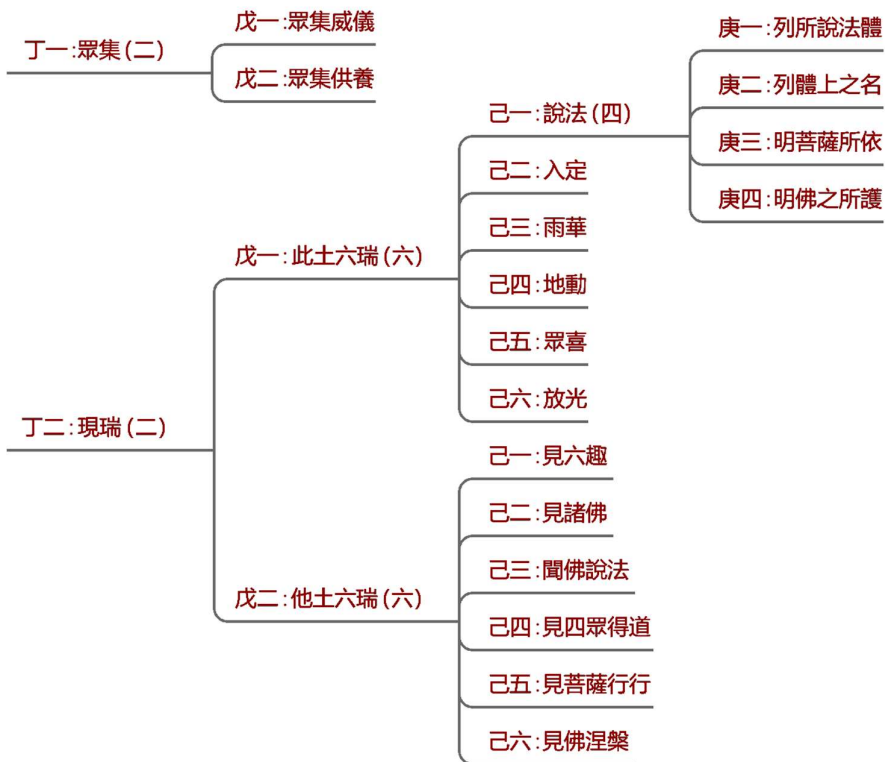 丁一:眾集(二)
戊一:眾集威儀
戊二:眾集供養
丁二:現瑞(二)
戊一:此土六瑞(六)
己一:說法(四)
庚一:列所說法體
庚二:列體上之名
庚三:明菩薩所依
庚四:明佛之所護
己二:入定
己三:雨華
己四:地動
己五:眾喜
己六:放光
戊二:他土六瑞(六)
己一:見六趣
己二:見諸佛
己三:聞佛說法
己四:見四眾得道
己五:見菩薩行行
己六:見佛涅槃